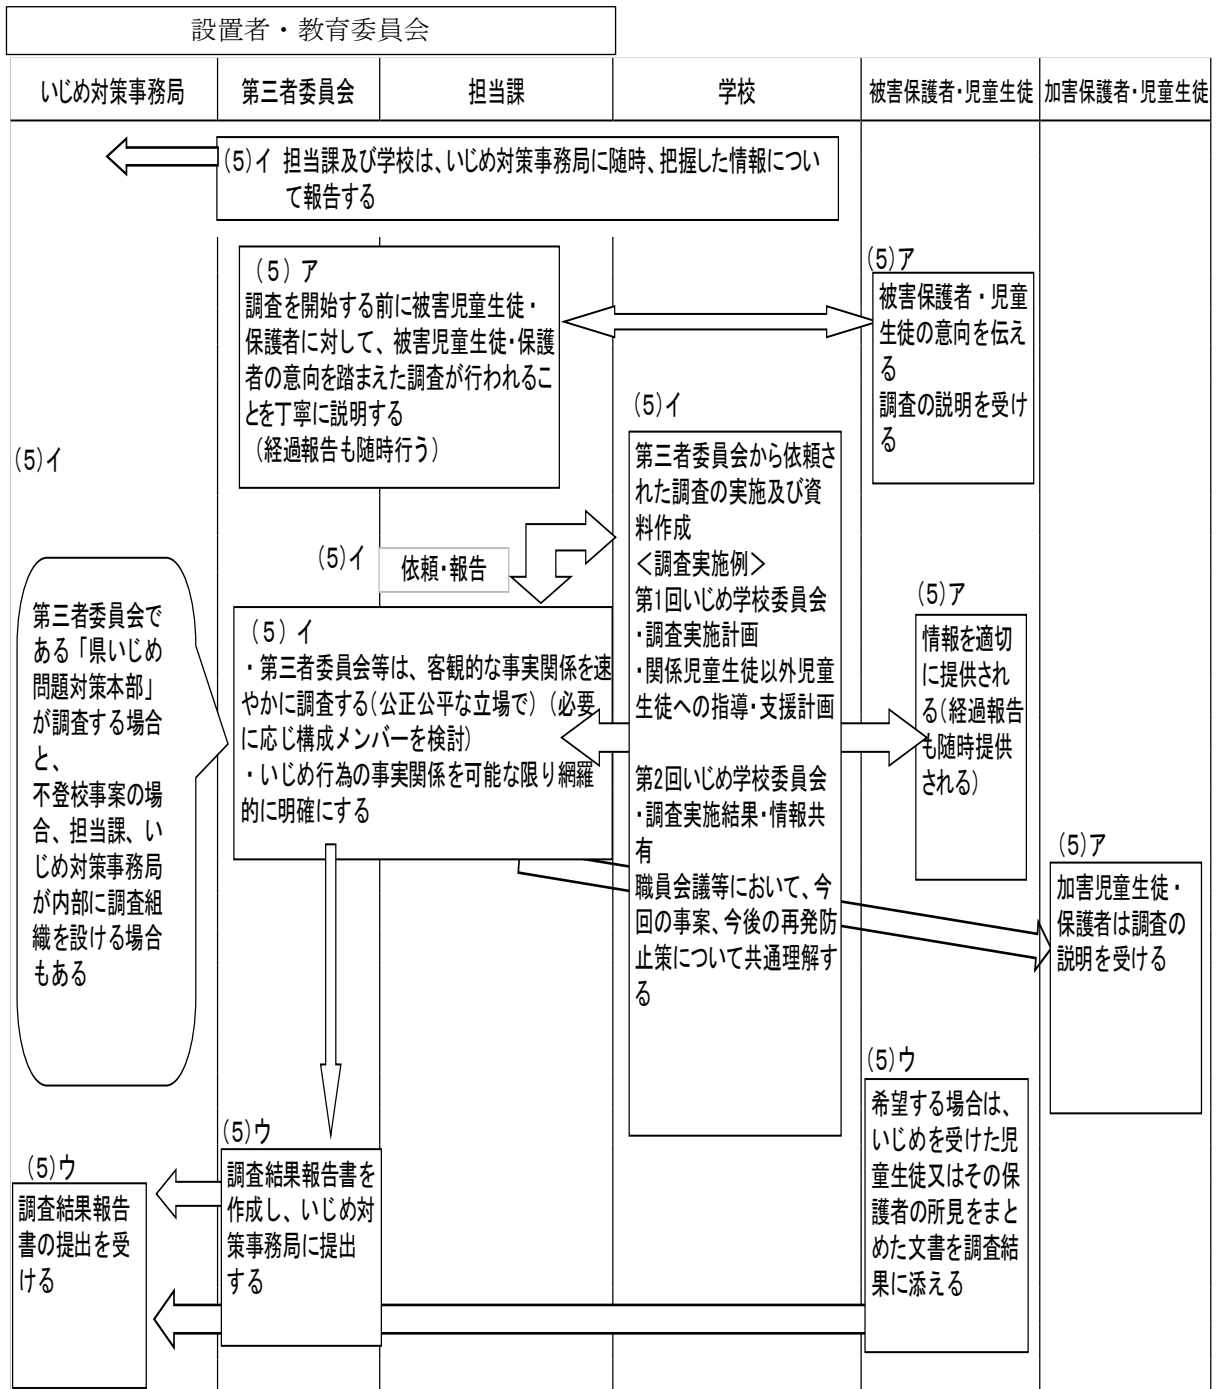 設置者・教育委員会
いじめ対策事務局
第三者委員会
担当課
学校
被害保護者・児童生徒
加害保護者・児童生徒
(5)イ 担当課及び学校は、いじめ対策事務局に随時、把握した情報につい
て報告する
(5) ア
調査を開始する前に被害児童生徒・
保護者に対して、被害児童生徒・保護
者の意向を踏まえた調査が行われるこ
とを丁寧に説明する
(経過報告も随時行う)
(5)ア
被害保護者・児童
生徒の意向を伝え
る
調査の説明を受け
る
(5)イ
第三者委員会から依頼さ
れた調査の実施及び資
料作成
<調査実施例>
第1回いじめ学校委員会
・調査実施計画
・関係児童生徒以外児童
生徒への指導・支援計画
第2回いじめ学校委員会
・調査実施結果・情報共
有
職員会議等において、今
回の事案、今後の再発防
止策について共通理解す
る
(5)イ
第三者委員会で
ある「県いじめ
問題対策本部」
が調査する場合
と、
不登校事案の場
合、担当課、い
じめ対策事務局
が内部に調査組
織を設ける場合
もある
(5)イ
依頼・報告
(5) イ
・第三者委員会等は、客観的な事実関係を速
やかに調査する(公正公平な立場で)(必要
に応じ構成メンバーを検討)
・いじめ行為の事実関係を可能な限り網羅
的に明確にする
(5)ア
情報を適切
に提供され
る(経過報告
も随時提供
される)
(5)ア
加害児童生徒・
保護者は調査の
説明を受ける
(5)ウ
希望する場合は、
いじめを受けた児
童生徒又はその保
護者の所見をまと
めた文書を調査結
果に添える
(5)ウ
調査結果報告書を
作成し、いじめ対
策事務局に提出
する
(5)ウ
調査結果報告
書の提出を受
ける